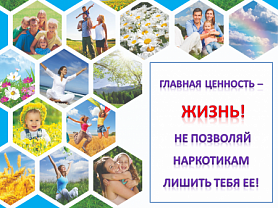 ГЛАВНАЯ ЦЕННОСТЬ –
ЖИЗНЬ!
НЕ ПОЗВОЛЯЙ
НАРКОТИКАМ
ЛИШИТЬ ТЕБЯ ЕЕ!